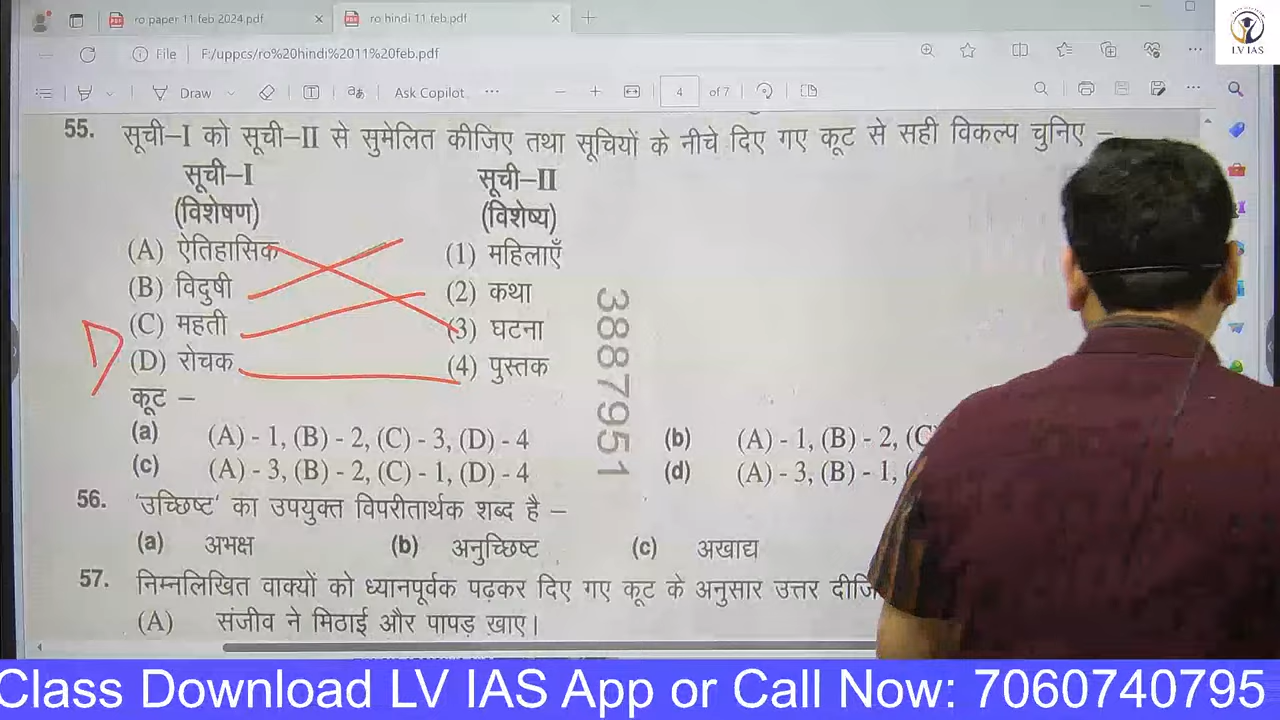 ro paper 11 feb 2024.pdf
ro hindi 11 feb.pdf
LV IAS
File F:/uppcs/ro%20hindi%2011%20feb.pdf
Draw Ask Copilot 4 of 7
55. सूची–I को सूची–II से सुमेलित कीजिए तथा सूचियों के नीचे दिए गए कूट से सही विकल्प चुनिए –
सूची–I सूची–II
(विशेषण) (विशेष्य)
(A) ऐतिहासिक (1) महिलाएँ
(B) विदुषी (2) कथा
(C) महती (3) घटना
(D) रोचक (4) पुस्तक
कूट –
(a) (A) - 1, (B) - 2, (C) - 3, (D) - 4 (b) (A) - 1, (B) - 2, (C)
(c) (A) - 3, (B) - 2, (C) - 1, (D) - 4 (d) (A) - 3, (B) - 1,
3887951
56. 'उच्छिष्ट' का उपयुक्त विपरीतार्थक शब्द है –
(a) अभक्ष (b) अनुच्छिष्ट (c) अखाद्य
57. निम्नलिखित वाक्यों को ध्यानपूर्वक पढ़कर दिए गए कूट के अनुसार उत्तर
(A) संजीव ने मिठाई और पापड़ खाए।
Class Download LV IAS App or Call Now: 7060740795